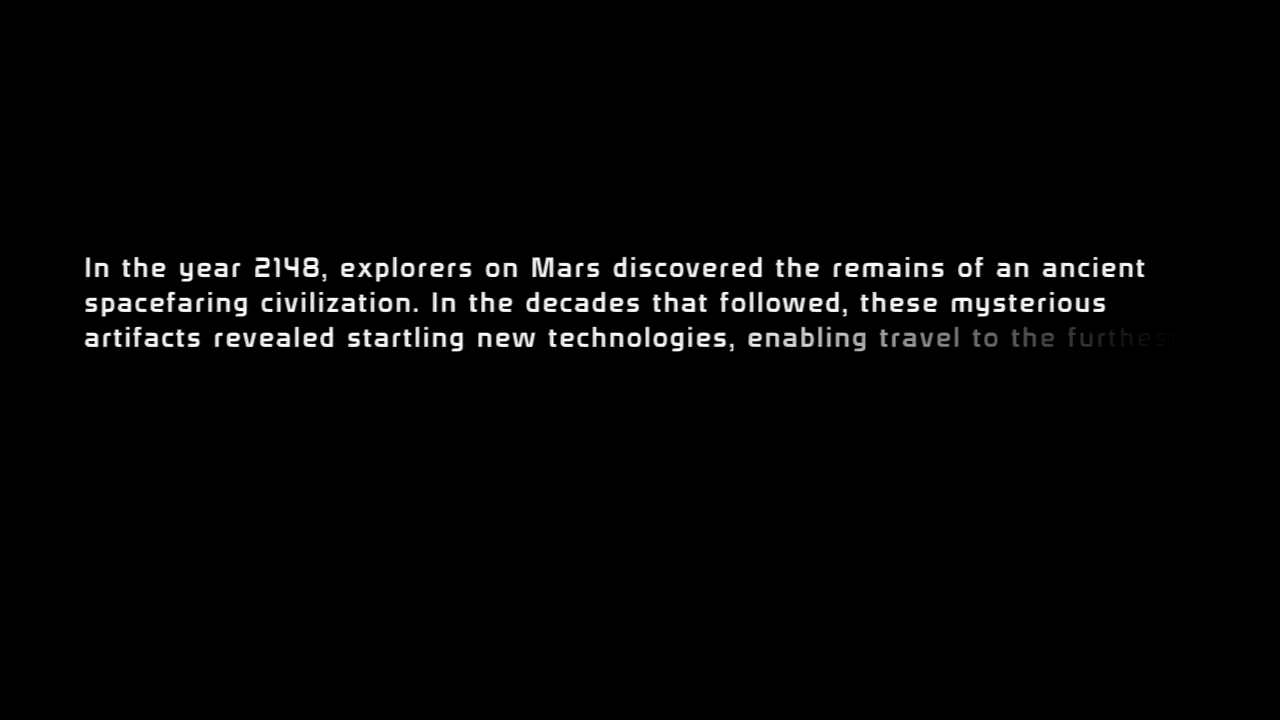 In the year 2148, explorers on Mars discovered the remains of an ancient
spacefaring civilization. In the decades that followed, these mysterious
artifacts revealed startling new technologies, enabling travel to the furthest